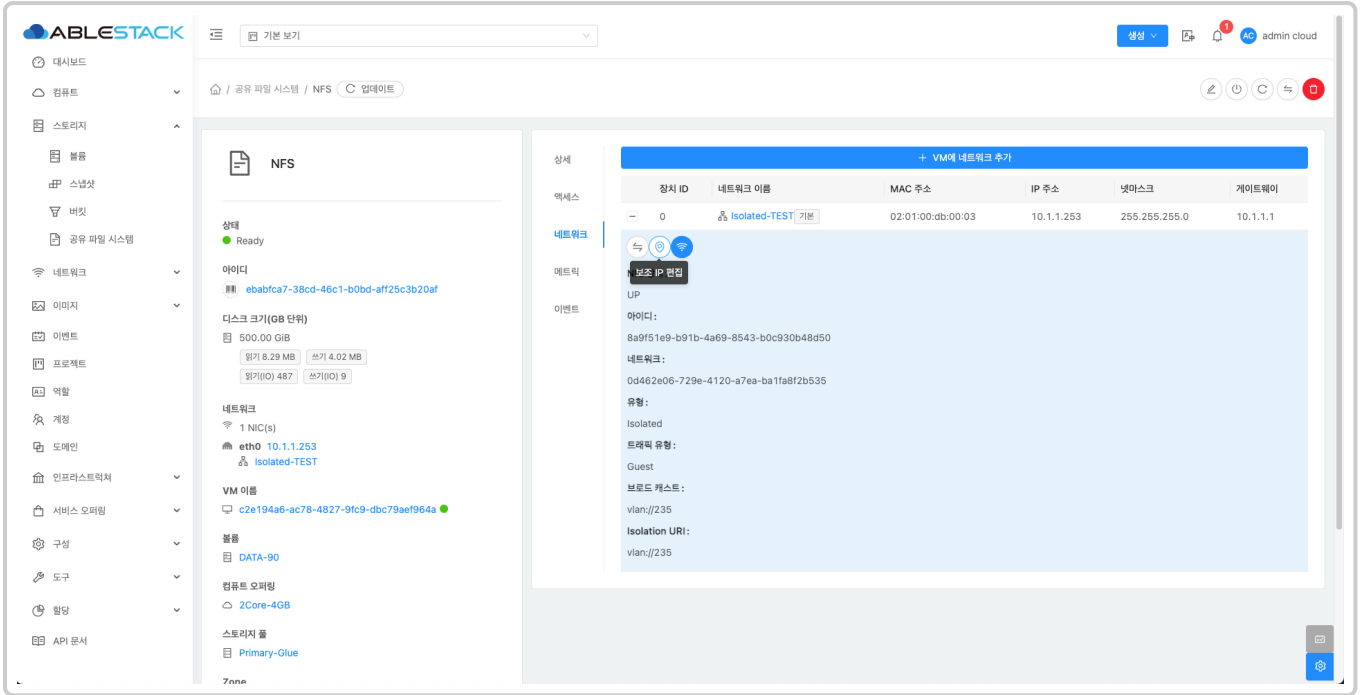 ABLESTACK
기본 보기
생성
1
AC
admin cloud
대시보드
컴퓨트
스토리지
볼륨
스냅샷
버킷
공유 파일 시스템
네트워크
이미지
이벤트
프로젝트
역할
계정
도메인
인프라스트럭쳐
서비스 오퍼링
구성
도구
할당
API 문서
/ 공유 파일 시스템 / NFS 업데이트
NFS
상태
Ready
아이디
ebabfca7-38cd-46c1-b0bd-aff25c3b20af
디스크 크기(GB 단위)
500.00 GiB
읽기 8.29 MB 쓰기 4.02 MB
읽기(IO) 487 쓰기(IO) 9
네트워크
1 NIC(s)
eth0 10.1.1.253
Isolated-TEST
VM 이름
c2e194a6-ac78-4827-9fc9-dbc79aef964a
볼륨
DATA-90
컴퓨트 오퍼링
2Core-4GB
스토리지 풀
Primary-Glue
Zone
상세
액세스
네트워크
메트릭
이벤트
+ VM에 네트워크 추가
장치 ID 네트워크 이름 MAC 주소 IP 주소 넷마스크 게이트웨이
0 Isolated-TEST 기본 02:01:00:db:00:03 10.1.1.253 255.255.255.0 10.1.1.1
보조 IP 편집
UP
아이디 :
8a9f51e9-b91b-4a69-8543-b0c930b48d50
네트워크 :
0d462e06-729e-4120-a7ea-ba1fa8f2b535
유형 :
Isolated
트래픽 유형 :
Guest
브로드 캐스트 :
vlan://235
Isolation URI :
vlan://235